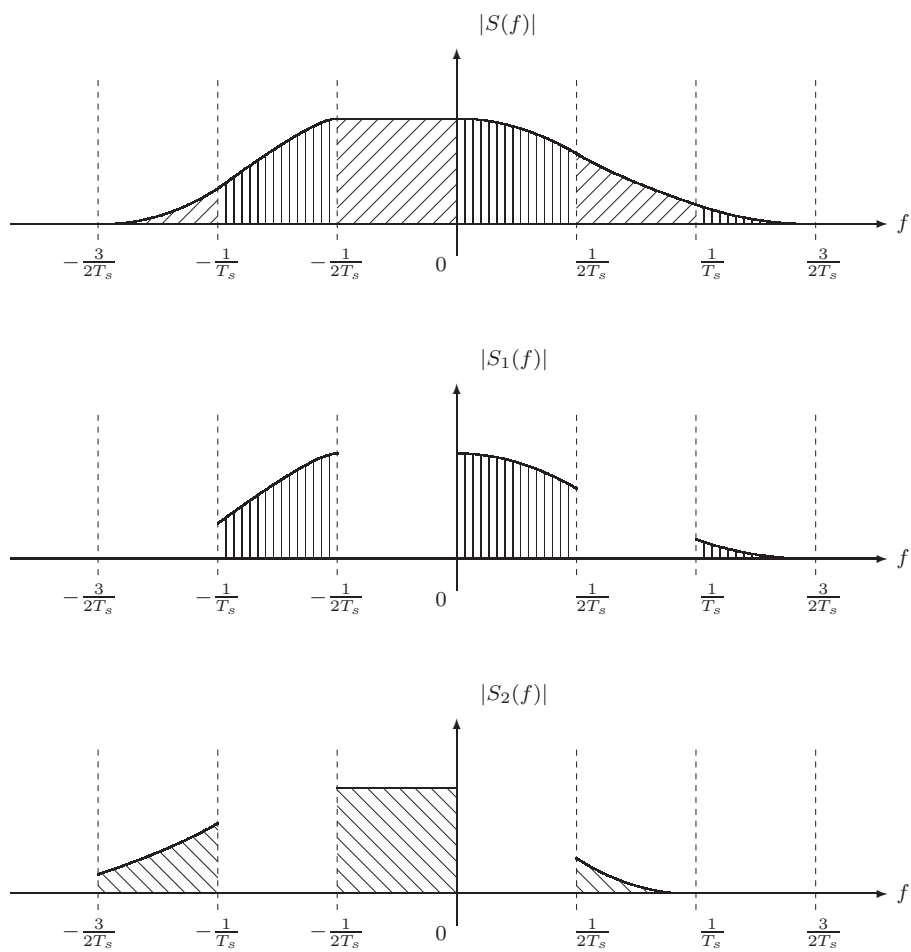 |S(f)|
f
−3/(2T_s) −1/T_s −1/(2T_s) 0 1/(2T_s) 1/T_s 3/(2T_s)
|S_1(f)|
f
−3/(2T_s) −1/T_s −1/(2T_s) 0 1/(2T_s) 1/T_s 3/(2T_s)
|S_2(f)|
f
−3/(2T_s) −1/T_s −1/(2T_s) 0 1/(2T_s) 1/T_s 3/(2T_s)